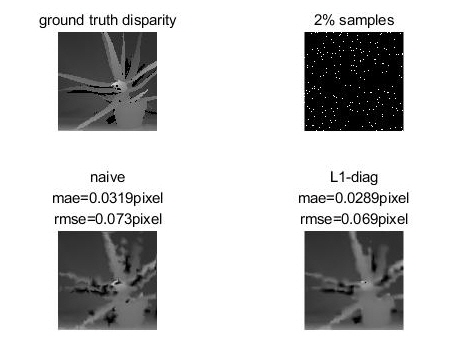 ground truth disparity
2% samples
naive
mae=0.0319pixel
rmse=0.073pixel
L1-diag
mae=0.0289pixel
rmse=0.069pixel